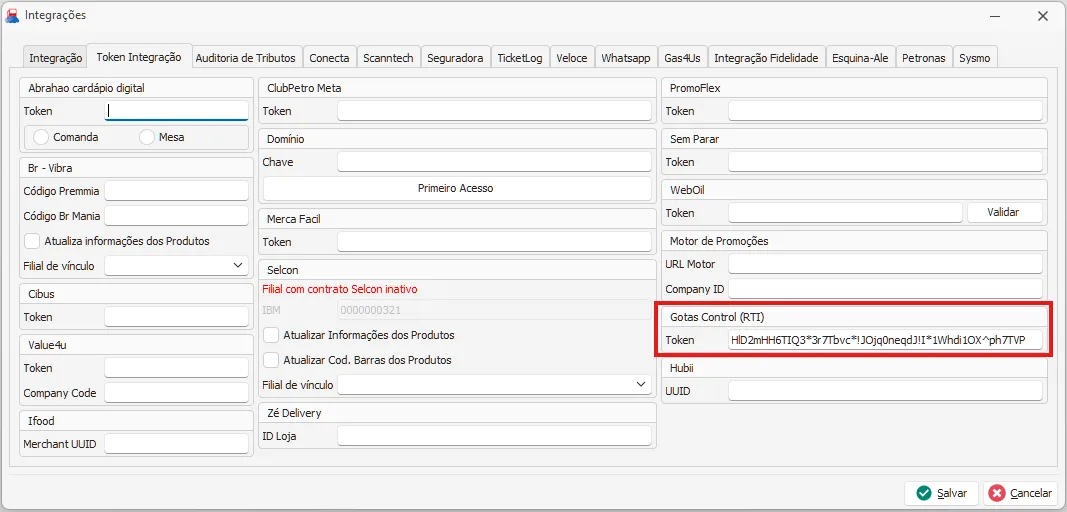 Integrações
Integração
Token Integração
Auditoria de Tributos
Conecta
Scanntech
Seguradora
TicketLog
Veloce
Whatsapp
Gas4Us
Integração Fidelidade
Esquina-Ale
Petronas
Sysmo
Abrahao cardápio digital
Token
Comanda
Mesa
Br - Vibra
Código Premmia
Código Br Mania
Atualiza informações dos Produtos
Filial de vínculo
Cibus
Token
Value4u
Token
Company Code
Ifood
Merchant UUID
ClubPetro Meta
Token
Domínio
Chave
Primeiro Acesso
Merca Facil
Token
Selcon
Filial com contrato Selcon inativo
IBM 0000000321
Atualizar Informações dos Produtos
Atualizar Cod. Barras dos Produtos
Filial de vínculo
Zé Delivery
ID Loja
PromoFlex
Token
Sem Parar
Token
WebOil
Token
Validar
Motor de Promoções
URL Motor
Company ID
Gotas Control (RTI)
Token HlD2mHH6TIQ3*3r7Tbvc*!JOjq0neqdJ!I*1Whdi1OX^ph7TVP
Hubii
UUID
Salvar
Cancelar